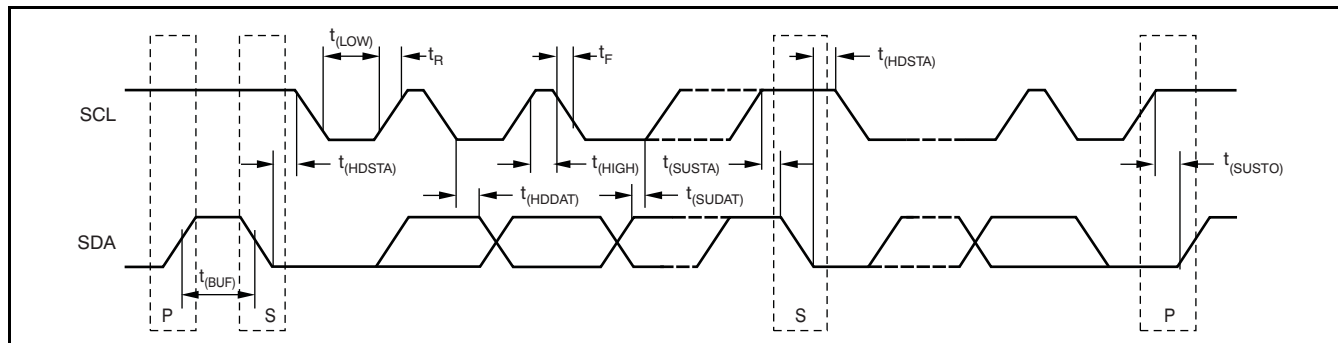 t(LOW)
tR
tF
t(HDSTA)
SCL
t(HDSTA)
t(HIGH)
t(SUSTA)
t(SUSTO)
t(HDDAT)
t(SUDAT)
SDA
t(BUF)
P
S
S
P